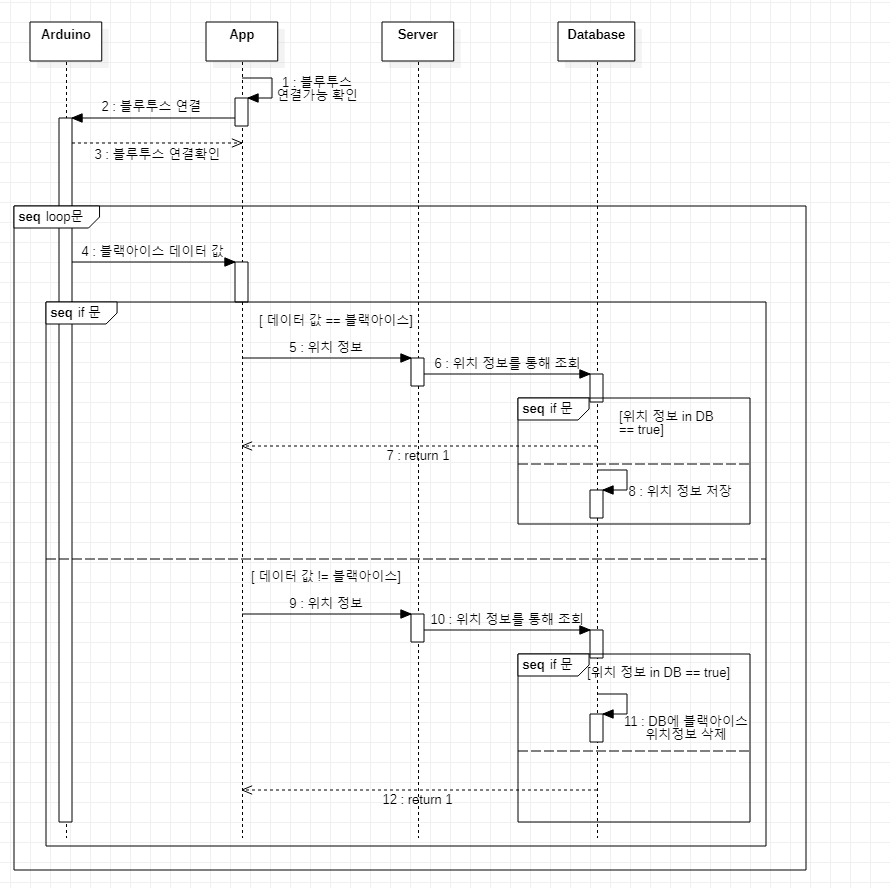 Arduino
App
Server
Database
1 : 블루투스
연결가능 확인
2 : 블루투스 연결
3 : 블루투스 연결확인
seq loop문
4 : 블랙아이스 데이터 값
seq if 문
[ 데이터 값 == 블랙아이스]
5 : 위치 정보
6 : 위치 정보를 통해 조회
seq if 문
[위치 정보 in DB
== true]
7 : return 1
8 : 위치 정보 저장
[ 데이터 값 != 블랙아이스]
9 : 위치 정보
10 : 위치 정보를 통해 조회
seq if 문
[위치 정보 in DB == true]
11 : DB에 블랙아이스
위치정보 삭제
12 : return 1